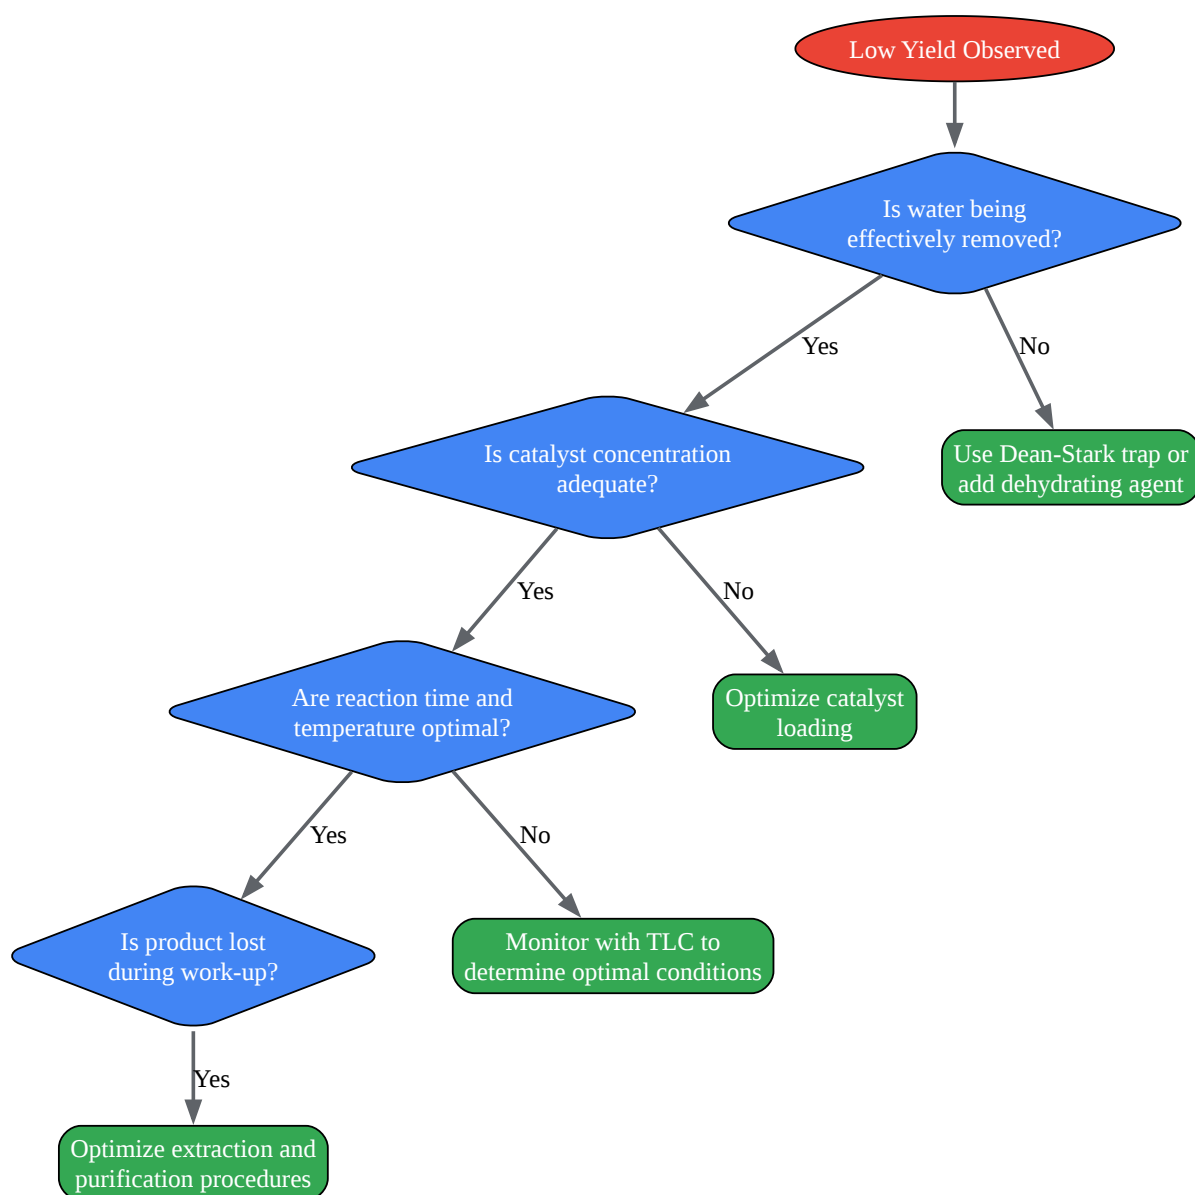 Low Yield Observed
Is water being
effectively removed?
Yes
No
Is catalyst concentration
adequate?
Use Dean-Stark trap or
add dehydrating agent
Yes
No
Are reaction time and
temperature optimal?
Optimize catalyst
loading
Yes
No
Is product lost
during work-up?
Monitor with TLC to
determine optimal conditions
Yes
Optimize extraction and
purification procedures